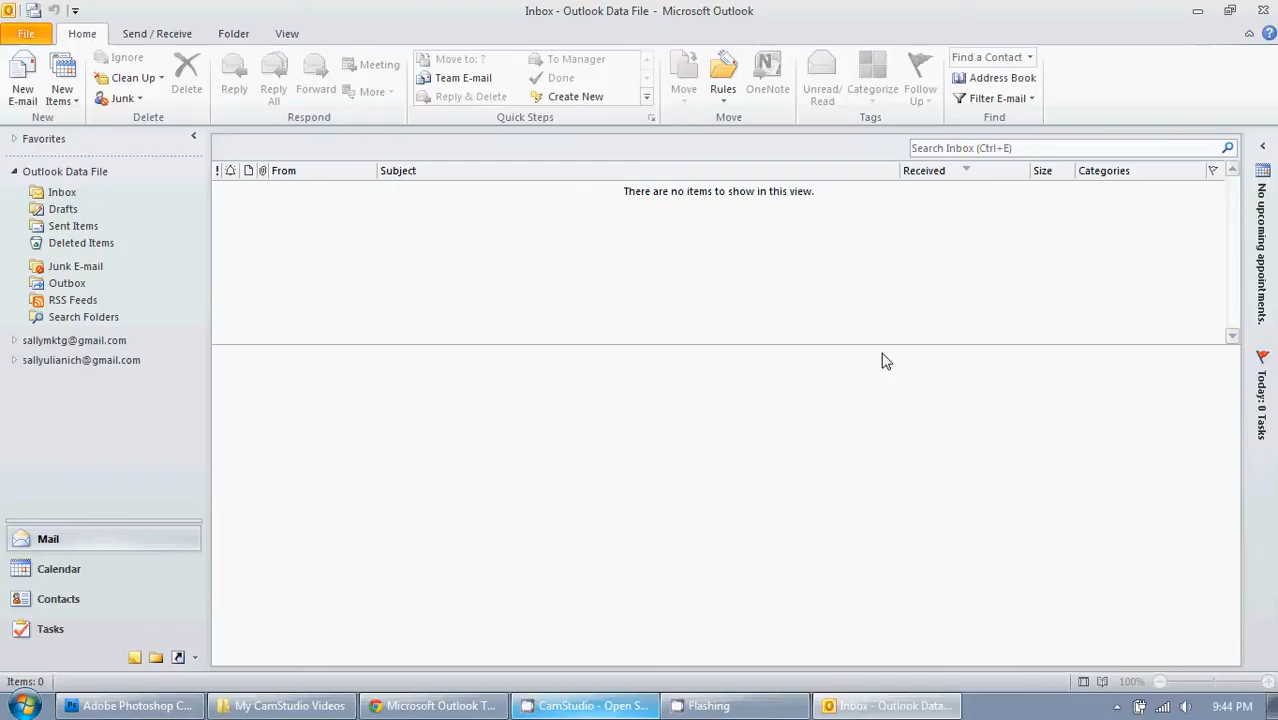 Inbox - Outlook Data File - Microsoft Outlook
File Home Send / Receive Folder View
New E-mail
New Items
New
Ignore
Clean Up
Junk
Delete
Delete
Reply
Reply All
Forward
Meeting
More
Respond
Move to: ?
Team E-mail
Reply & Delete
To Manager
Done
Create New
Quick Steps
Move
Rules
OneNote
Move
Unread/ Read
Categorize
Follow Up
Tags
Find a Contact
Address Book
Filter E-mail
Find
Favorites
Outlook Data File
Inbox
Drafts
Sent Items
Deleted Items
Junk E-mail
Outbox
RSS Feeds
Search Folders
sallymktg@gmail.com
sallyulianich@gmail.com
Mail
Calendar
Contacts
Tasks
Search Inbox (Ctrl+E)
From Subject Received Size Categories
There are no items to show in this view.
No upcoming appointments.
Today: 0 Tasks
Items: 0
100%
Adobe Photoshop C...
My CamStudio Videos
Microsoft Outlook T...
CamStudio - Open S...
Flashing
Inbox - Outlook Data...
9:44 PM